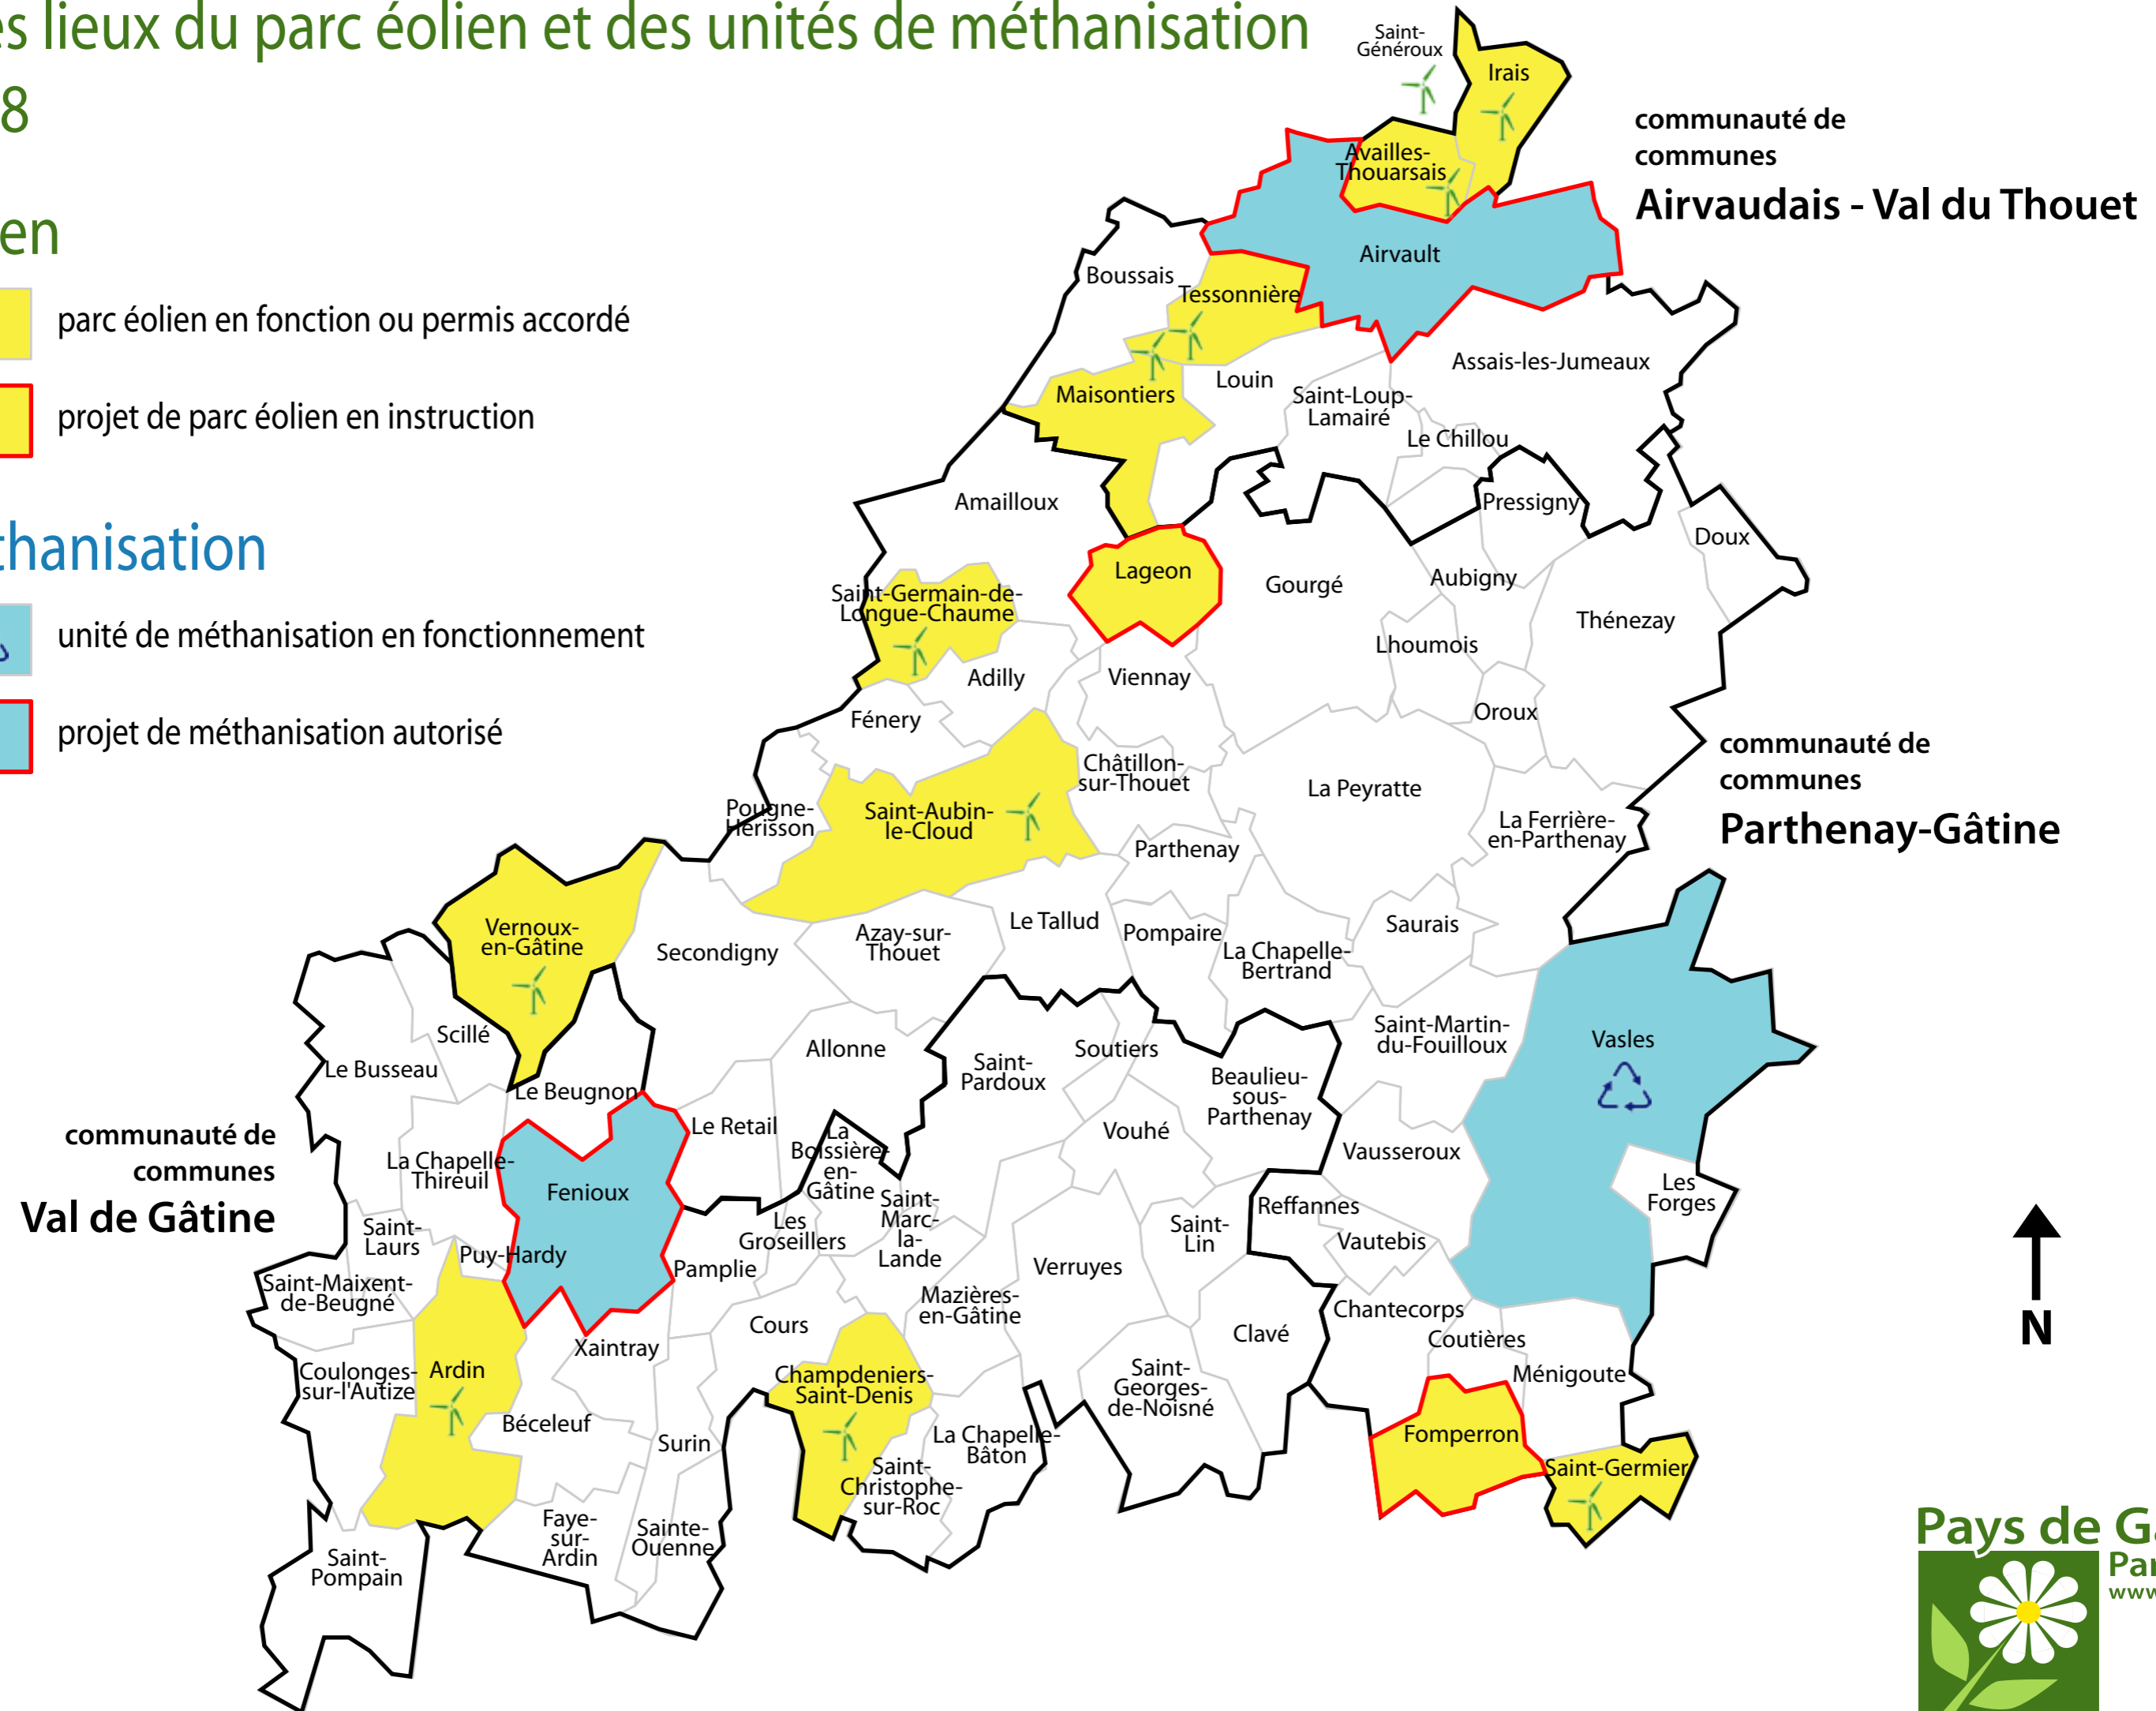 es lieux du parc éolien et des unités de méthanisation
8
en
parc éolien en fonction ou permis accordé
projet de parc éolien en instruction
thanisation
unité de méthanisation en fonctionnement
projet de méthanisation autorisé
Saint-
Généroux
Irais
communauté de
communes
Airvaudais - Val du Thouet
Availles-
Thouarsais
Airvault
Boussais
Tessonnière
Assais-les-Jumeaux
Louin
Maisontiers
Saint-Loup-
Lamairé
Le Chillou
Amailloux
Pressigny
Doux
Lageon
Gourgé
Aubigny
Saint-Germain-de-
Longue-Chaume
Thénezay
Lhoumois
Adilly
Viennay
Fénery
Oroux
communauté de
communes
Parthenay-Gâtine
Châtillon-
sur-Thouet
La Peyratte
Pougne-
Hérisson
Saint-Aubin-
le-Cloud
La Ferrière-
en-Parthenay
Parthenay
Vernoux-
en-Gâtine
Secondigny
Azay-sur-
Thouet
Le Tallud
Pompaire
La Chapelle-
Bertrand
Saurais
Scillé
Le Busseau
Allonne
Saint-
Pardoux
Soutiers
Saint-Martin-
du-Fouilloux
Vasles
Le Beugnon
Beaulieu-
sous-
Parthenay
communauté de
communes
Val de Gâtine
Le Retail
La
Boissière-
en-
Gâtine
Vouhé
Vausseroux
La Chapelle-
Thireuil
Fenioux
Les
Forges
Saint-
Marc-
la-
Lande
Reffannes
Saint-
Laurs
Les
Groseillers
Saint-
Lin
Vautebis
Puy-Hardy
Pamplie
Verruyes
Saint-Maixent-
de-Beugné
Mazières-
en-Gâtine
Chantecorps
Cours
Clavé
Coutières
Xaintray
Coulonges-
sur-l'Autize
Ardin
Champdeniers-
Saint-Denis
Saint-
Georges-
de-Noisné
Ménigoute
Béceleuf
Surin
La Chapelle-
Bâton
Fomperron
Saint-Germier
Saint-
Christophe-
sur-Roc
Faye-
sur-
Ardin
Sainte-
Ouenne
Saint-
Pompain
N
Pays de G
Par
www